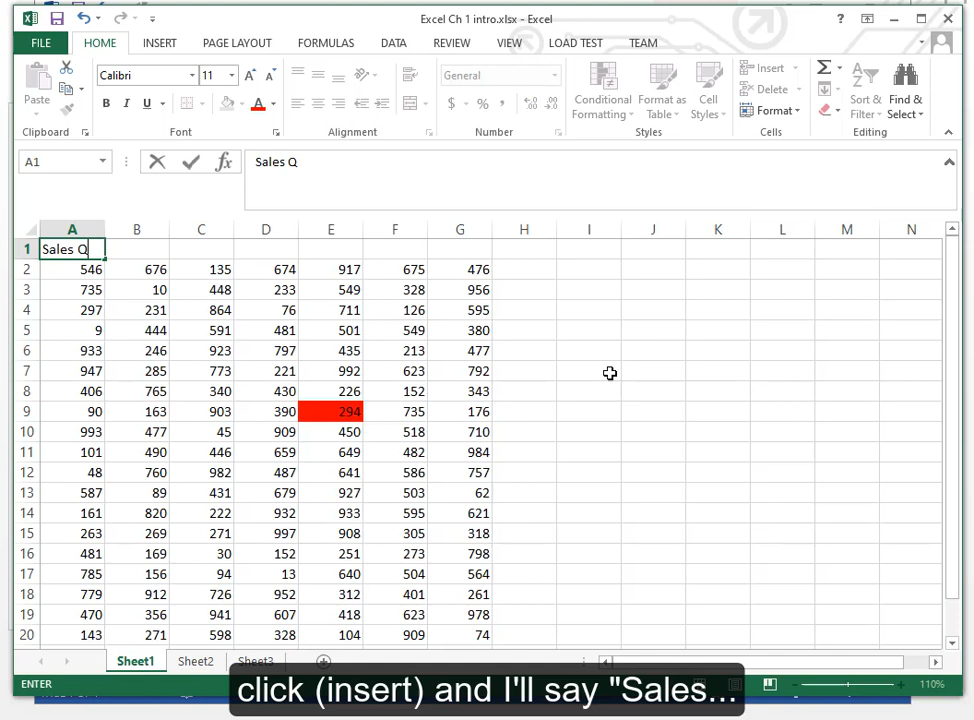 Excel Ch 1 intro.xlsx - Excel
FILE HOME INSERT PAGE LAYOUT FORMULAS DATA REVIEW VIEW LOAD TEST TEAM
Paste Calibri 11 General Conditional Formatting Format as Table Cell Styles Insert Delete Format Sort & Filter Find & Select
Clipboard Font Alignment Number Styles Cells Editing
A1 Sales Q
A B C D E F G H I J K L M N
1 Sales Q
2 546 676 135 674 917 675 476
3 735 10 448 233 549 328 956
4 297 231 864 76 711 126 595
5 9 444 591 481 501 549 380
6 933 246 923 797 435 213 477
7 947 285 773 221 992 623 792
8 406 765 340 430 226 152 343
9 90 163 903 390 294 735 176
10 993 477 45 909 450 518 710
11 101 490 446 659 649 482 984
12 48 760 982 487 641 586 757
13 587 89 431 679 927 503 62
14 161 820 222 932 933 595 621
15 263 269 271 997 908 305 318
16 481 169 30 152 251 273 798
17 785 156 94 13 640 504 564
18 779 912 726 952 312 401 261
19 470 356 941 607 418 623 978
20 143 271 598 328 104 909 74
Sheet1 Sheet2 Sheet3
ENTER 110%
click (insert) and I'll say "Sales...